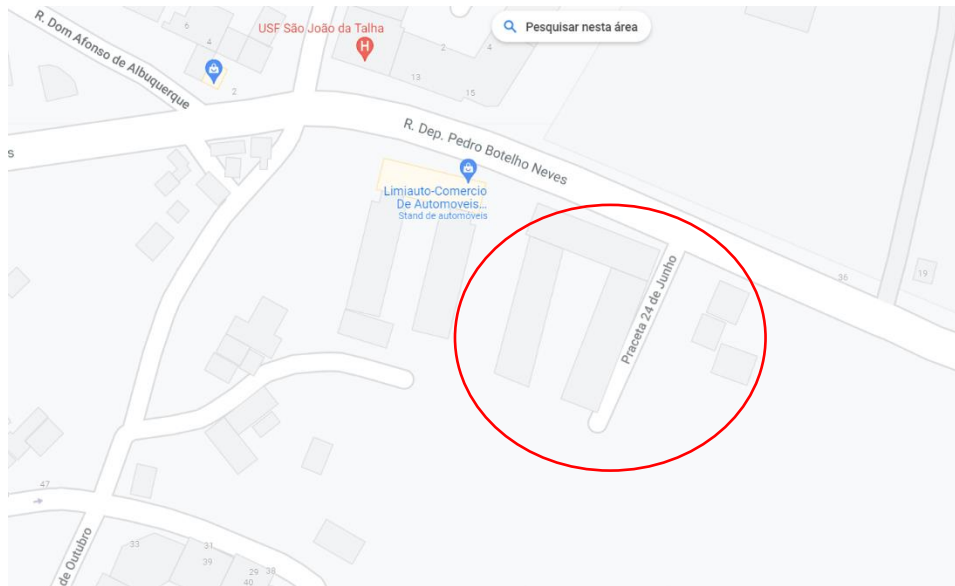 R. Dom Afonso de Albuquerque
6
4
2
USF São João da Talha
H
2
4
13
15
Pesquisar nesta área
s
R. Dep. Pedro Botelho Neves
Limiauto-Comercio
De Automoveis...
Stand de automóveis
Praceta 24 de Junho
36
19
47
de Outubro
33
31
39
29
38
40